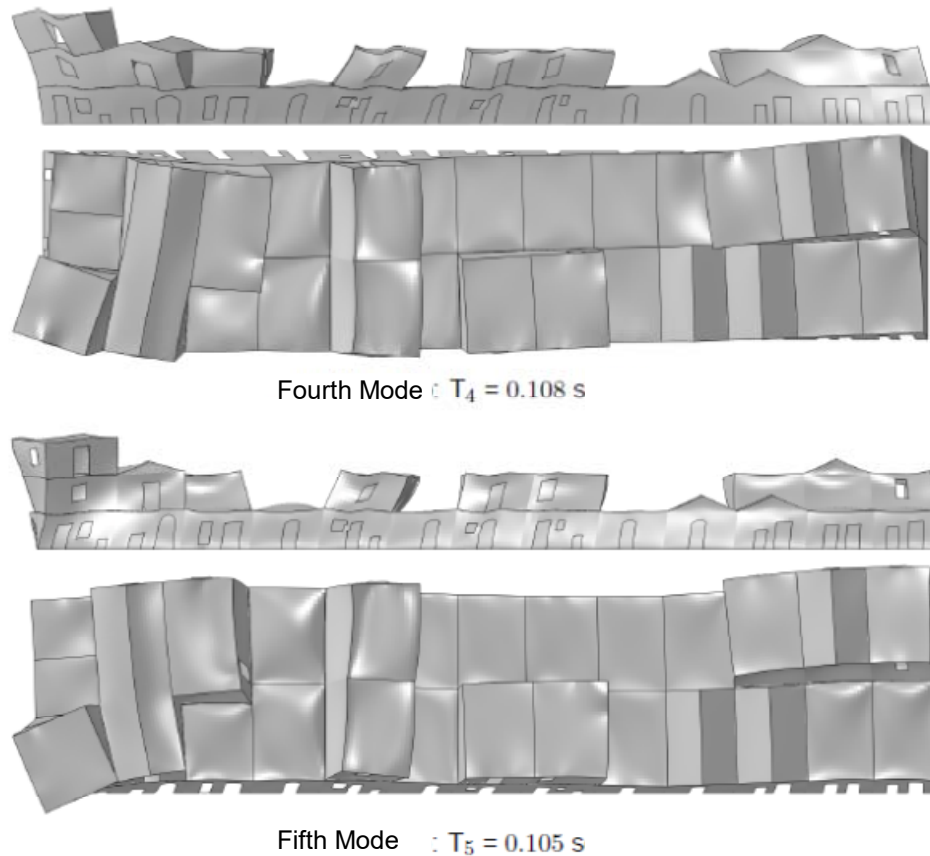 Fourth Mode : T₄ = 0.108 s
Fifth Mode : T₅ = 0.105 s